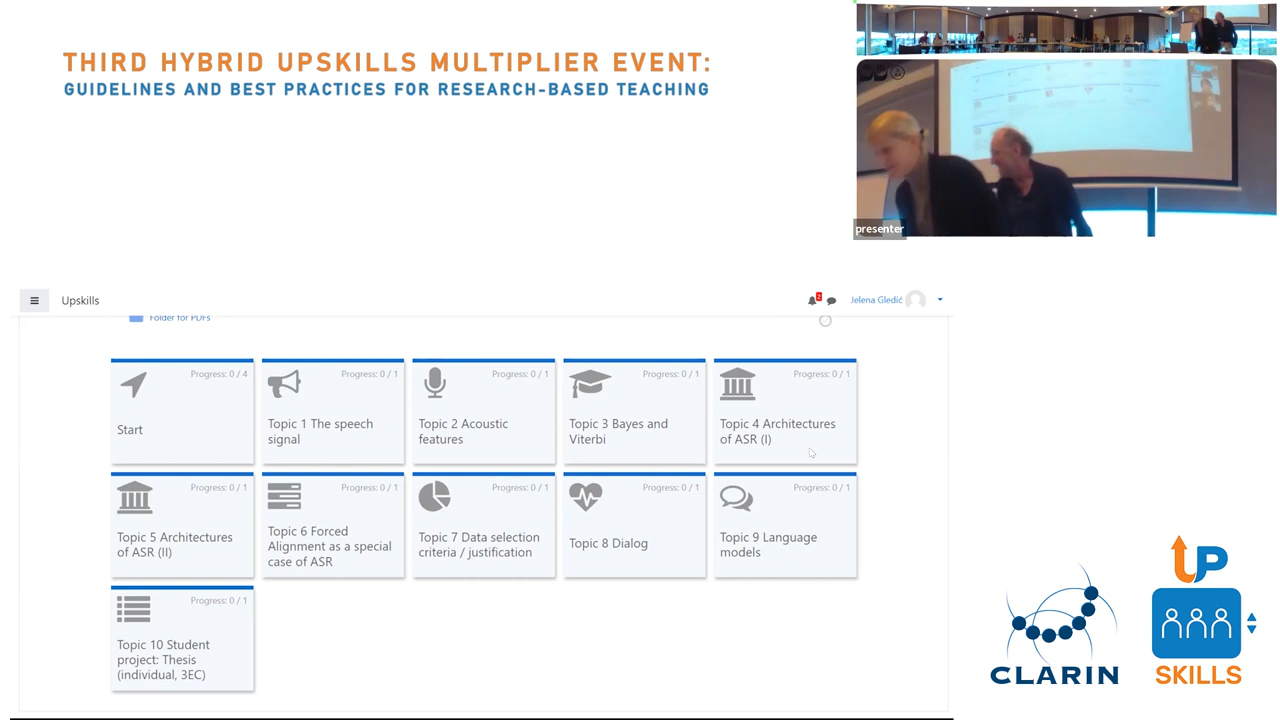 THIRD HYBRID UPSKILLS MULTIPLIER EVENT:
GUIDELINES AND BEST PRACTICES FOR RESEARCH-BASED TEACHING
presenter
Upskills
2
Jelena Gledić
Folder for PDFs
Progress: 0 / 4
Start
Progress: 0 / 1
Topic 1 The speech
signal
Progress: 0 / 1
Topic 2 Acoustic
features
Progress: 0 / 1
Topic 3 Bayes and
Viterbi
Progress: 0 / 1
Topic 4 Architectures
of ASR (I)
Progress: 0 / 1
Topic 5 Architectures
of ASR (II)
Progress: 0 / 1
Topic 6 Forced
Alignment as a special
case of ASR
Progress: 0 / 1
Topic 7 Data selection
criteria / justification
Progress: 0 / 1
Topic 8 Dialog
Progress: 0 / 1
Topic 9 Language
models
Progress: 0 / 1
Topic 10 Student
project: Thesis
(individual, 3EC)
CLARIN
UP
SKILLS